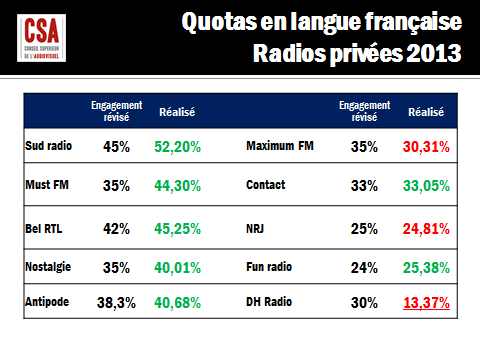 CSA
CONSEIL SUPERIEUR
DE L'AUDIOVISUEL
Quotas en langue française
Radios privées 2013
Engagement révisé Réalisé Engagement révisé Réalisé
Sud radio 45% 52,20% Maximum FM 35% 30,31%
Must FM 35% 44,30% Contact 33% 33,05%
Bel RTL 42% 45,25% NRJ 25% 24,81%
Nostalgie 35% 40,01% Fun radio 24% 25,38%
Antipode 38,3% 40,68% DH Radio 30% 13,37%